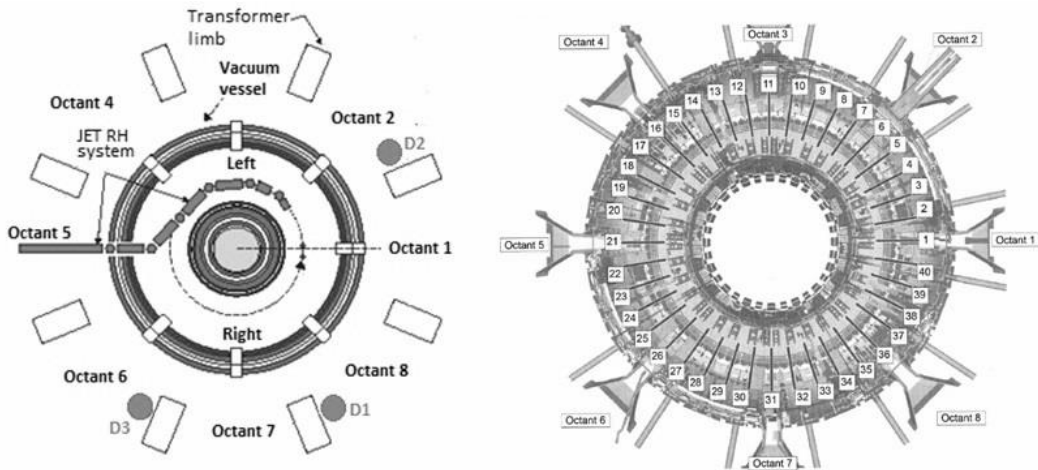 Transformer
limb
Vacuum
vessel
Octant 4
Octant 2
JET RH
system
D2
Left
Octant 5
Octant 1
Right
Octant 6
Octant 8
D3
Octant 7
D1
Octant 3
Octant 4
Octant 2
11
12
10
13
9
14
8
15
7
16
6
17
5
18
4
19
3
20
2
Octant 5
21
1
Octant 1
22
40
23
39
24
38
25
37
26
36
27
35
28
34
29
33
30
32
31
Octant 6
Octant 8
Octant 7